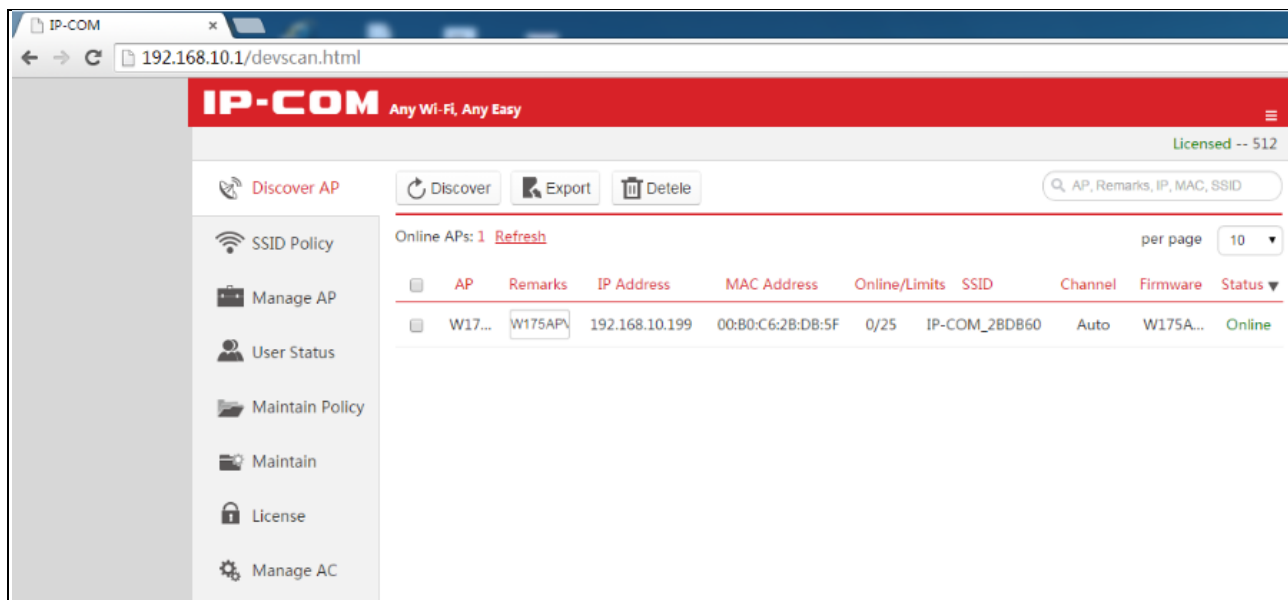 IP-COM
192.168.10.1/devscan.html
IP-COM Any Wi-Fi, Any Easy
Licensed -- 512
Discover AP
Discover Export Detele
AP, Remarks, IP, MAC, SSID
SSID Policy
Online APs: 1 Refresh
per page 10
Manage AP
AP Remarks IP Address MAC Address Online/Limits SSID Channel Firmware Status
W17... W175AP 192.168.10.199 00:B0:C6:2B:DB:5F 0/25 IP-COM_2BDB60 Auto W175A... Online
User Status
Maintain Policy
Maintain
License
Manage AC